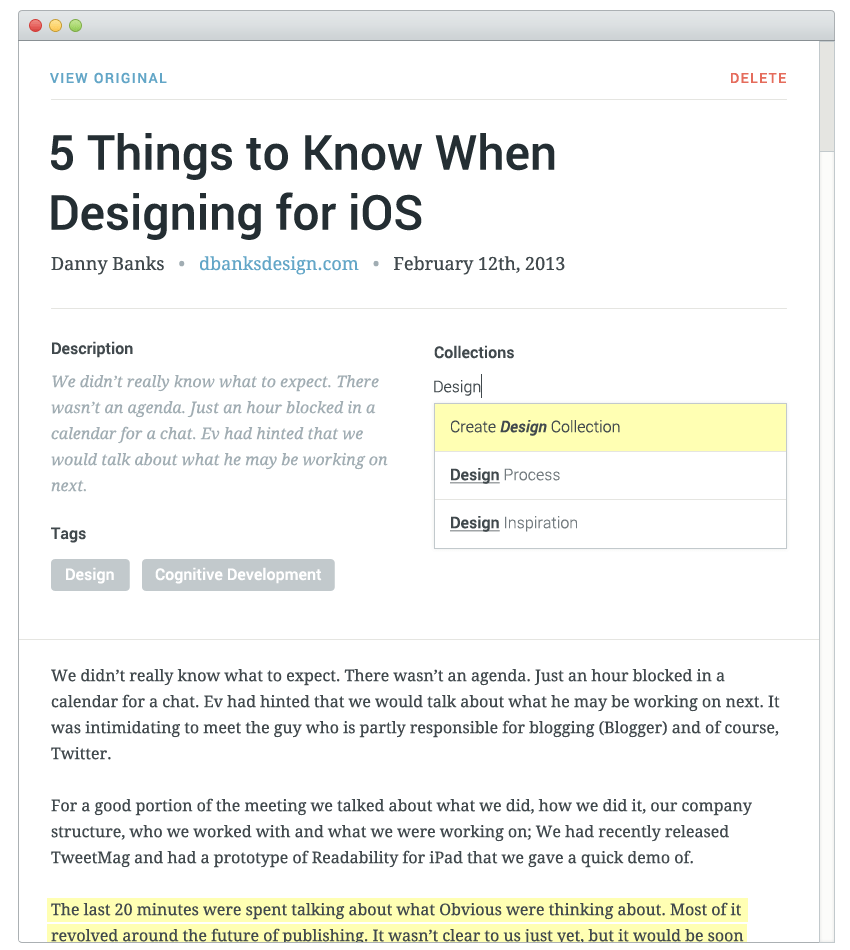 VIEW ORIGINAL
DELETE
5 Things to Know When
Designing for iOS
Danny Banks • dbanksdesign.com • February 12th, 2013
Description
We didn’t really know what to expect. There
wasn’t an agenda. Just an hour blocked in a
calendar for a chat. Ev had hinted that we
would talk about what he may be working on
next.
Tags
Design
Cognitive Development
Collections
Design
Create Design Collection
Design Process
Design Inspiration
We didn’t really know what to expect. There wasn’t an agenda. Just an hour blocked in a
calendar for a chat. Ev had hinted that we would talk about what he may be working on next. It
was intimidating to meet the guy who is partly responsible for blogging (Blogger) and of course,
Twitter.
For a good portion of the meeting we talked about what we did, how we did it, our company
structure, who we worked with and what we were working on; We had recently released
TweetMag and had a prototype of Readability for iPad that we gave a quick demo of.
The last 20 minutes were spent talking about what Obvious were thinking about. Most of it
revolved around the future of publishing. It wasn’t clear to us just yet, but it would be soon